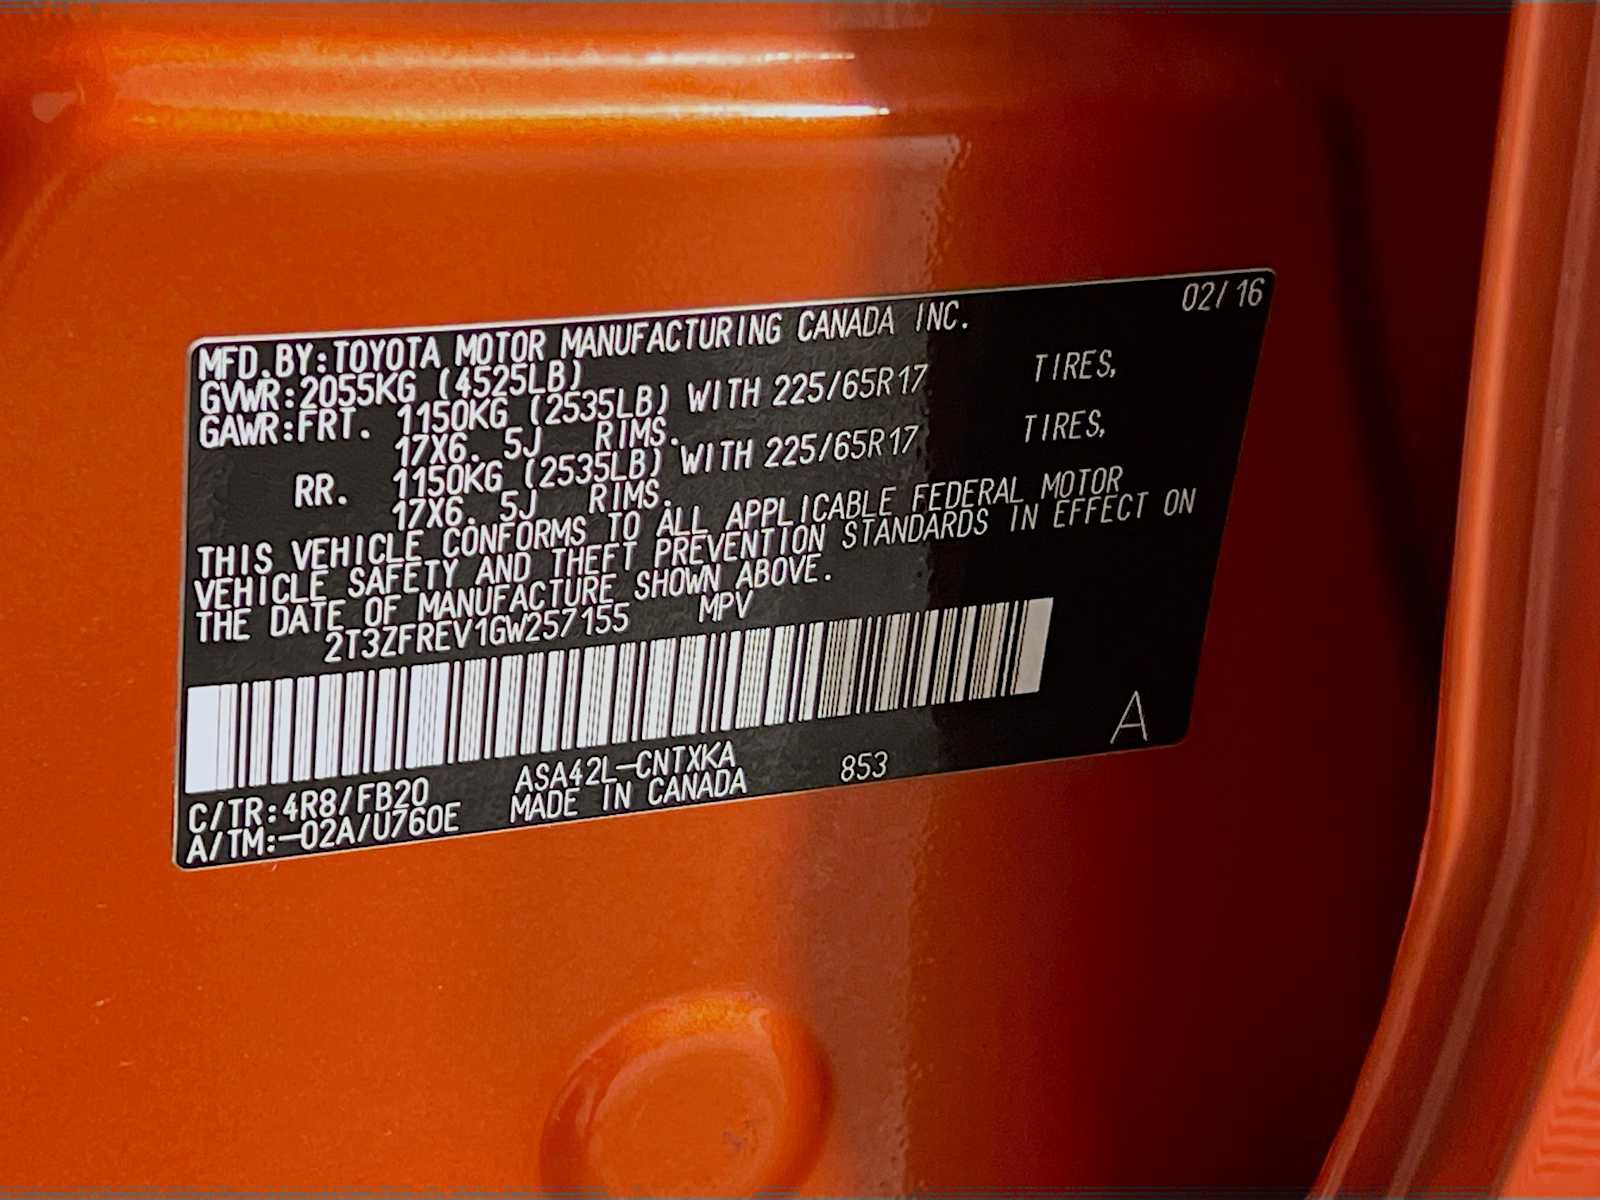 02/16
MFD.BY:TOYOTA MOTOR MANUFACTURING CANADA INC.
GVWR:2055KG (4525LB)
GAWR:FRT. 1150KG (2535LB) WITH 225/65R17 TIRES,
17X6. 5J RIMS.
RR. 1150KG (2535LB) WITH 225/65R17 TIRES,
17X6. 5J RIMS.
THIS VEHICLE CONFORMS TO ALL APPLICABLE FEDERAL MOTOR
VEHICLE SAFETY AND THEFT PREVENTION STANDARDS IN EFFECT ON
THE DATE OF MANUFACTURE SHOWN ABOVE.
2T3ZFREV1GW257155 MPV
C/TR:4R8/FB20 ASA42L-CNTXKA 853 A
A/TM:-02A/U760E MADE IN CANADA